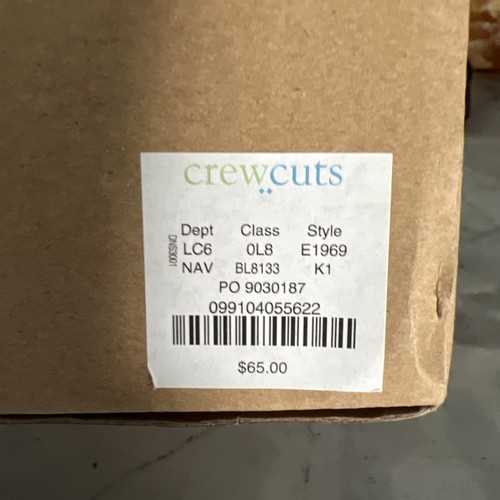 crewcuts
Dept Class Style
LC6 0L8 E1969
NAV BL8133 K1
PO 9030187
099104055622
$65.00